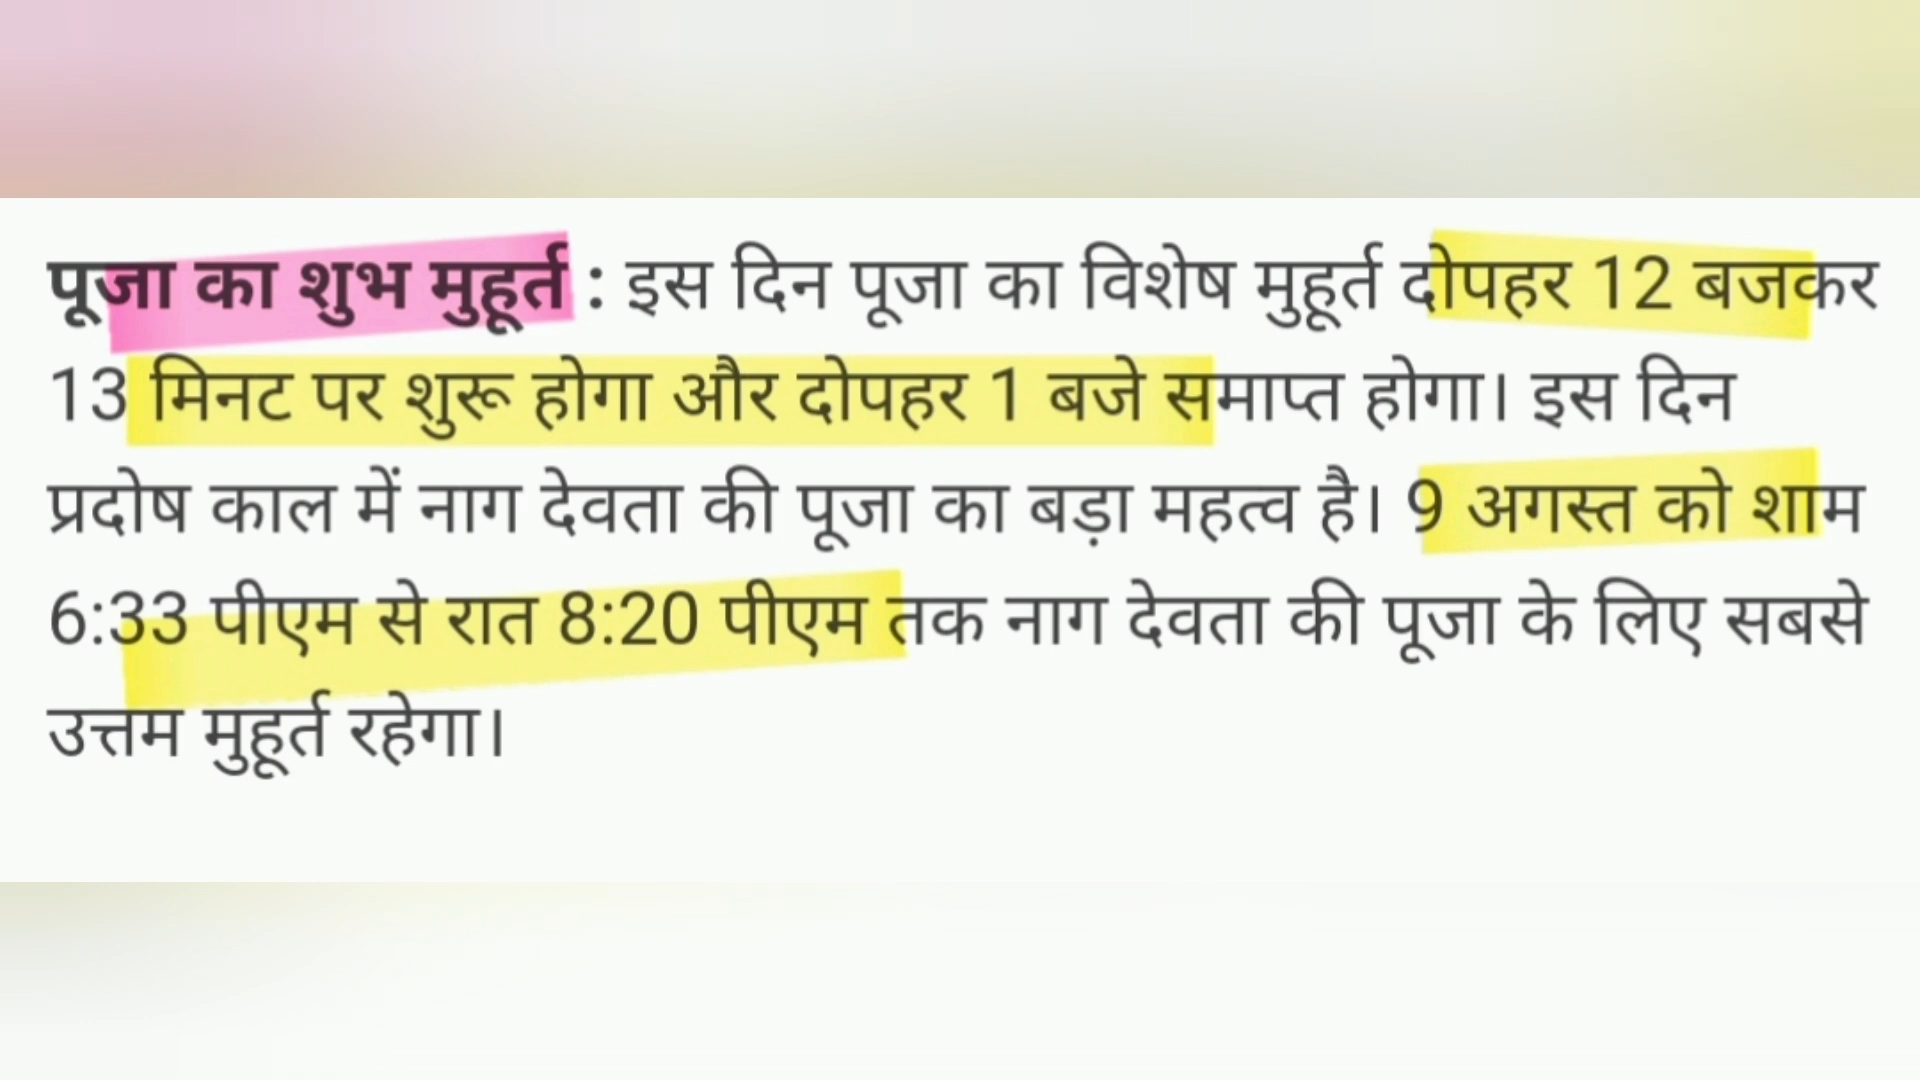 पूजा का शुभ मुहूर्त : इस दिन पूजा का विशेष मुहूर्त दोपहर 12 बजकर
13 मिनट पर शुरू होगा और दोपहर 1 बजे समाप्त होगा। इस दिन
प्रदोष काल में नाग देवता की पूजा का बड़ा महत्व है। 9 अगस्त को शाम
6:33 पीएम से रात 8:20 पीएम तक नाग देवता की पूजा के लिए सबसे
उत्तम मुहूर्त रहेगा।